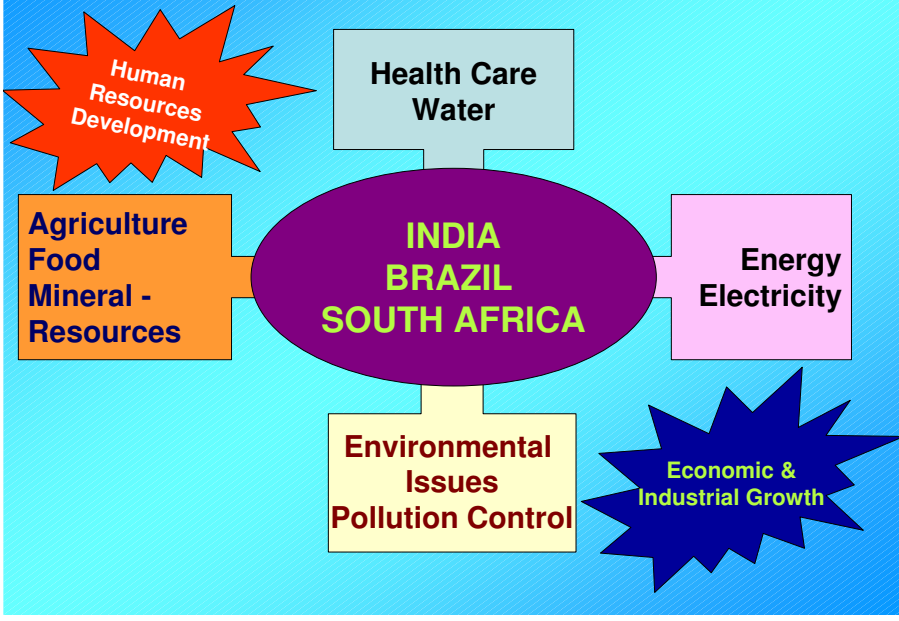 Human
Resources
Development
Health Care
Water
Agriculture
Food
Mineral -
Resources
INDIA
BRAZIL
SOUTH AFRICA
Energy
Electricity
Environmental
Issues
Pollution Control
Economic &
Industrial Growth